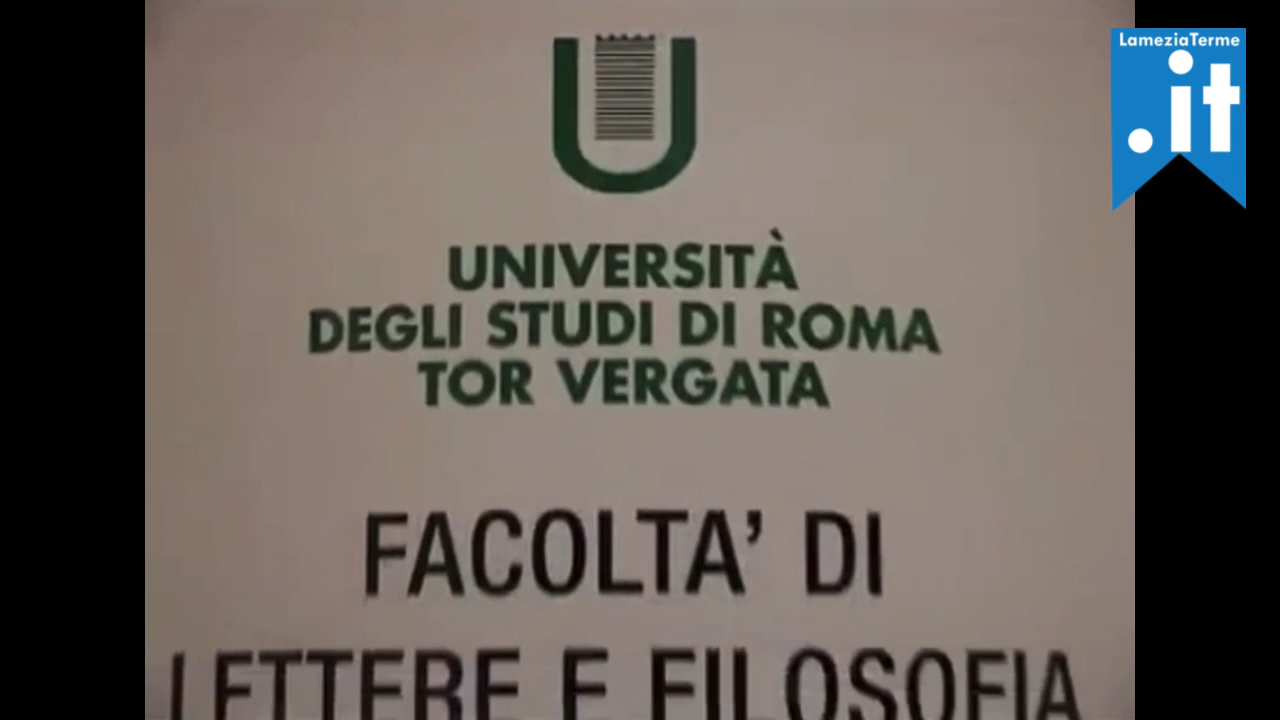 LameziaTerme
.it
UNIVERSITÀ
DEGLI STUDI DI ROMA
TOR VERGATA
FACOLTA’ DI
LETTERE E FILOSOFIA